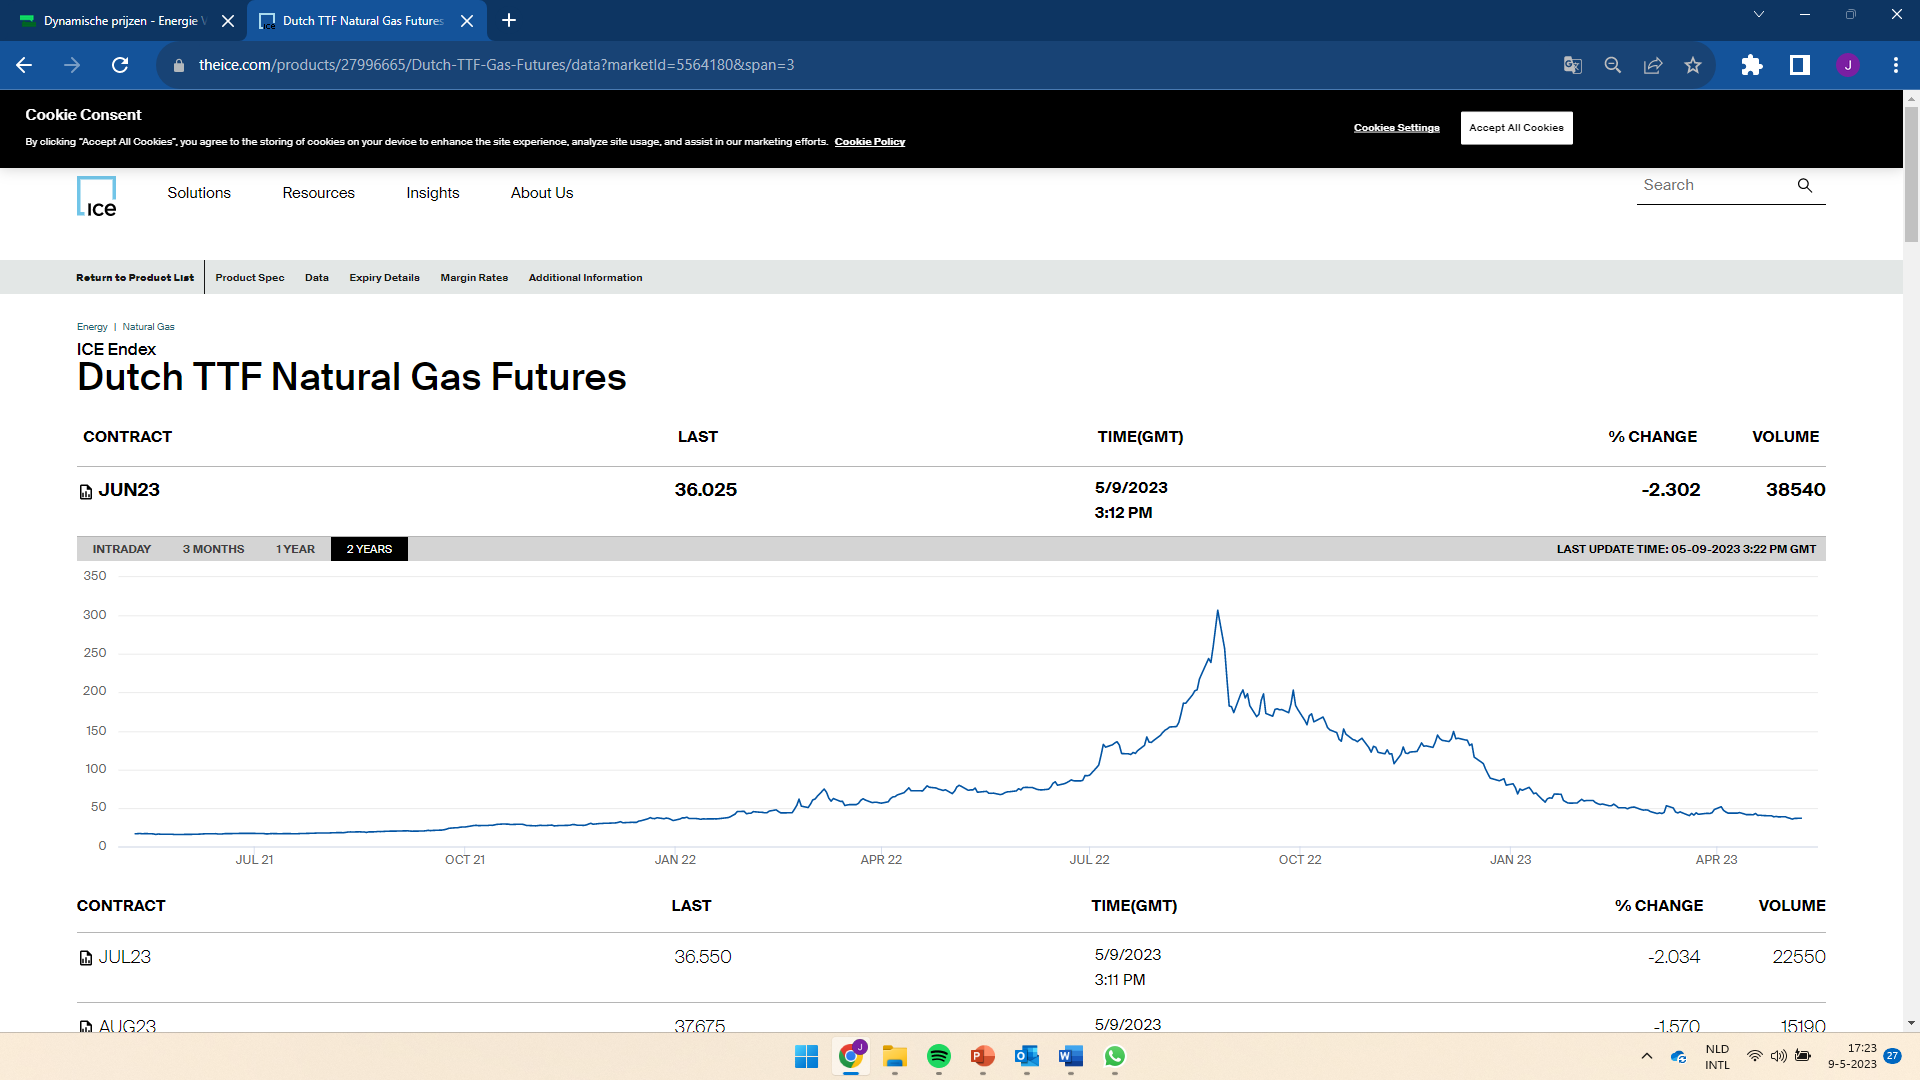 Dynamische prijzen - Energie
Dutch TTF Natural Gas Futures
theice.com/products/27996665/Dutch-TTF-Gas-Futures/data?marketId=5564180&span=3
J
Cookie Consent
By clicking "Accept All Cookies", you agree to the storing of cookies on your device to enhance the site experience, analyze site usage, and assist in our marketing efforts. Cookie Policy
Cookies Settings
Accept All Cookies
ICE
Solutions Resources Insights About Us
Search
Return to Product List Product Spec Data Expiry Details Margin Rates Additional Information
Energy | Natural Gas
ICE Endex
Dutch TTF Natural Gas Futures
CONTRACT LAST TIME(GMT) % CHANGE VOLUME
JUN23 36.025 5/9/2023 -2.302 38540
3:12 PM
INTRADAY 3 MONTHS 1 YEAR 2 YEARS LAST UPDATE TIME: 05-09-2023 3:22 PM GMT
350
300
250
200
150
100
50
0
JUL 21 OCT 21 JAN 22 APR 22 JUL 22 OCT 22 JAN 23 APR 23
CONTRACT LAST TIME(GMT) % CHANGE VOLUME
JUL23 36.550 5/9/2023 -2.034 22550
3:11 PM
AUG23 37.675 5/9/2023 -1.570 15190
J
NLD
INTL
17:23
9-5-2023
27